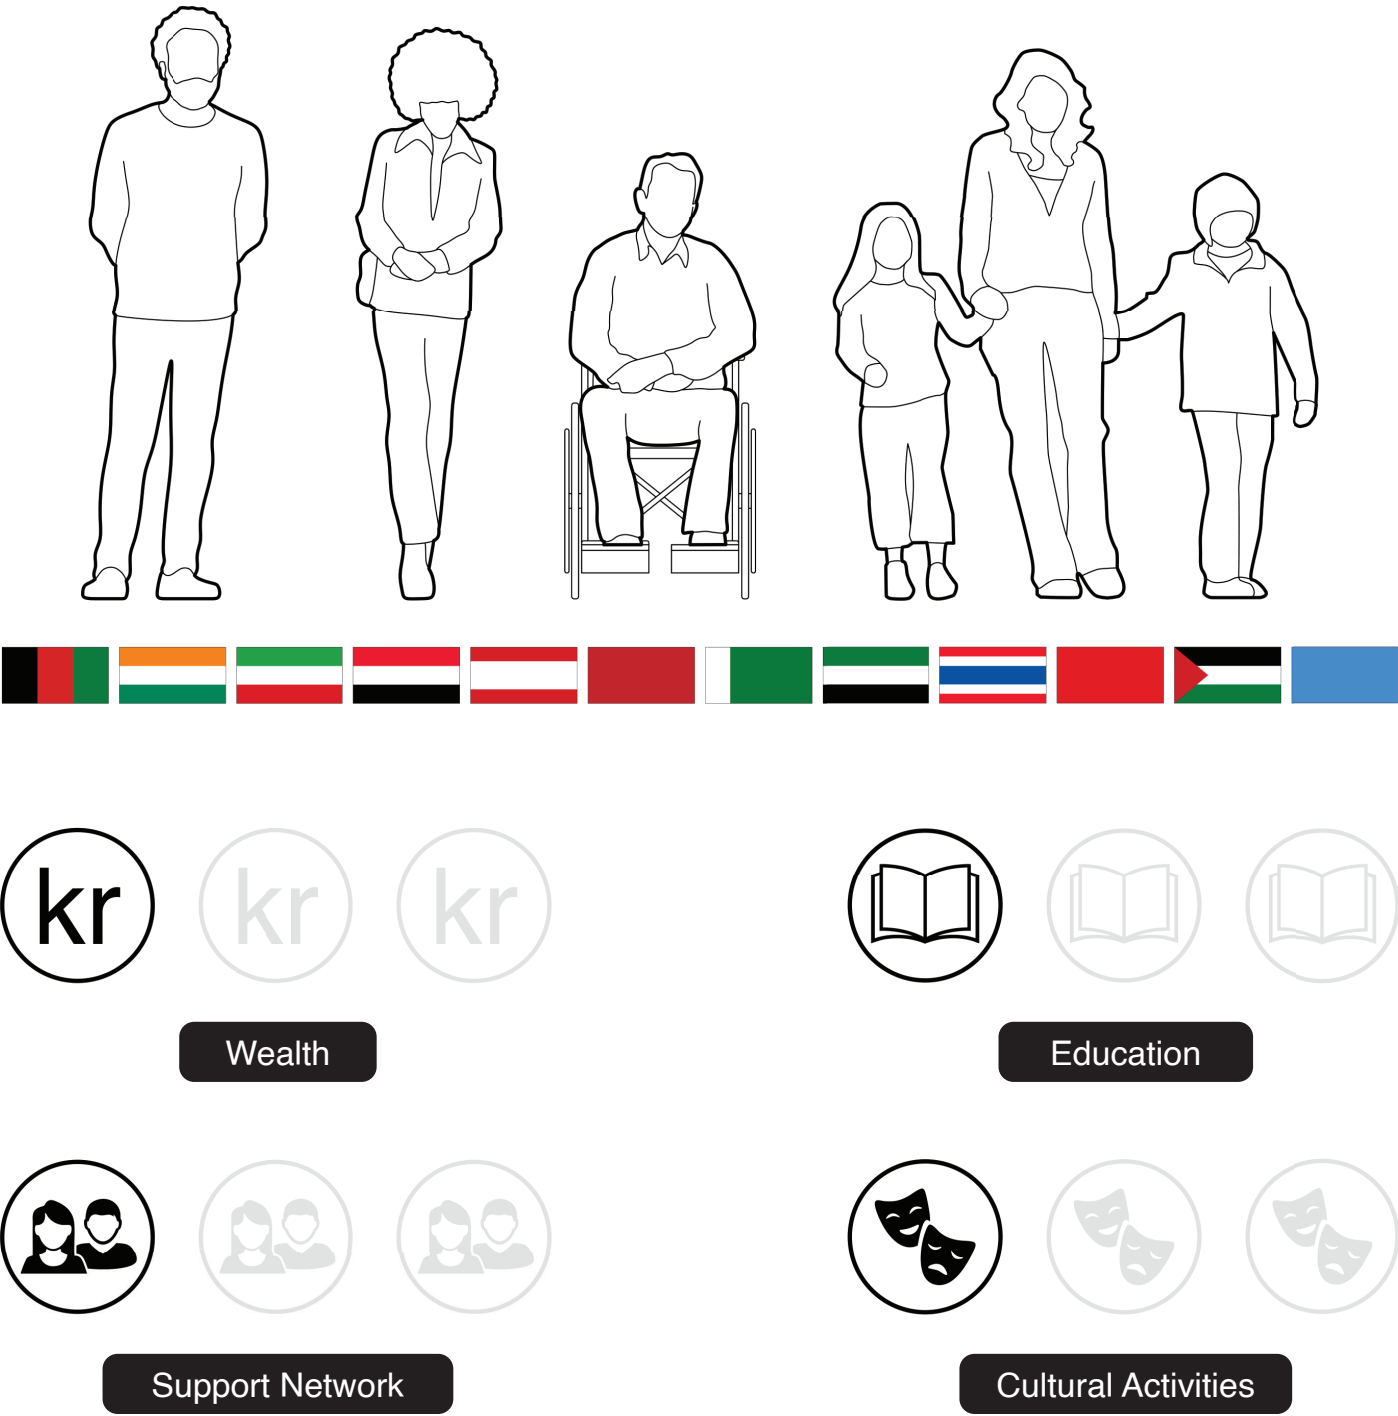 kr kr kr
Wealth
Education
Support Network
Cultural Activities